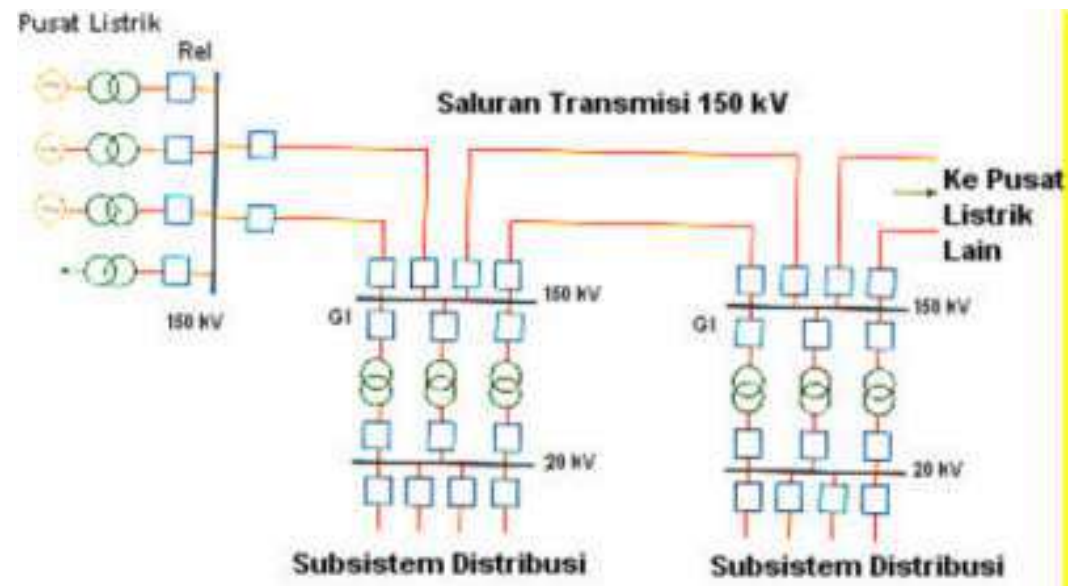 Pusat Listrik
Rel
Saluran Transmisi 150 kV
Ke Pusat
Listrik
Lain
150 kV
GI
150 kV
GI
150 kV
20 kV
20 kV
Subsistem Distribusi
Subsistem Distribusi